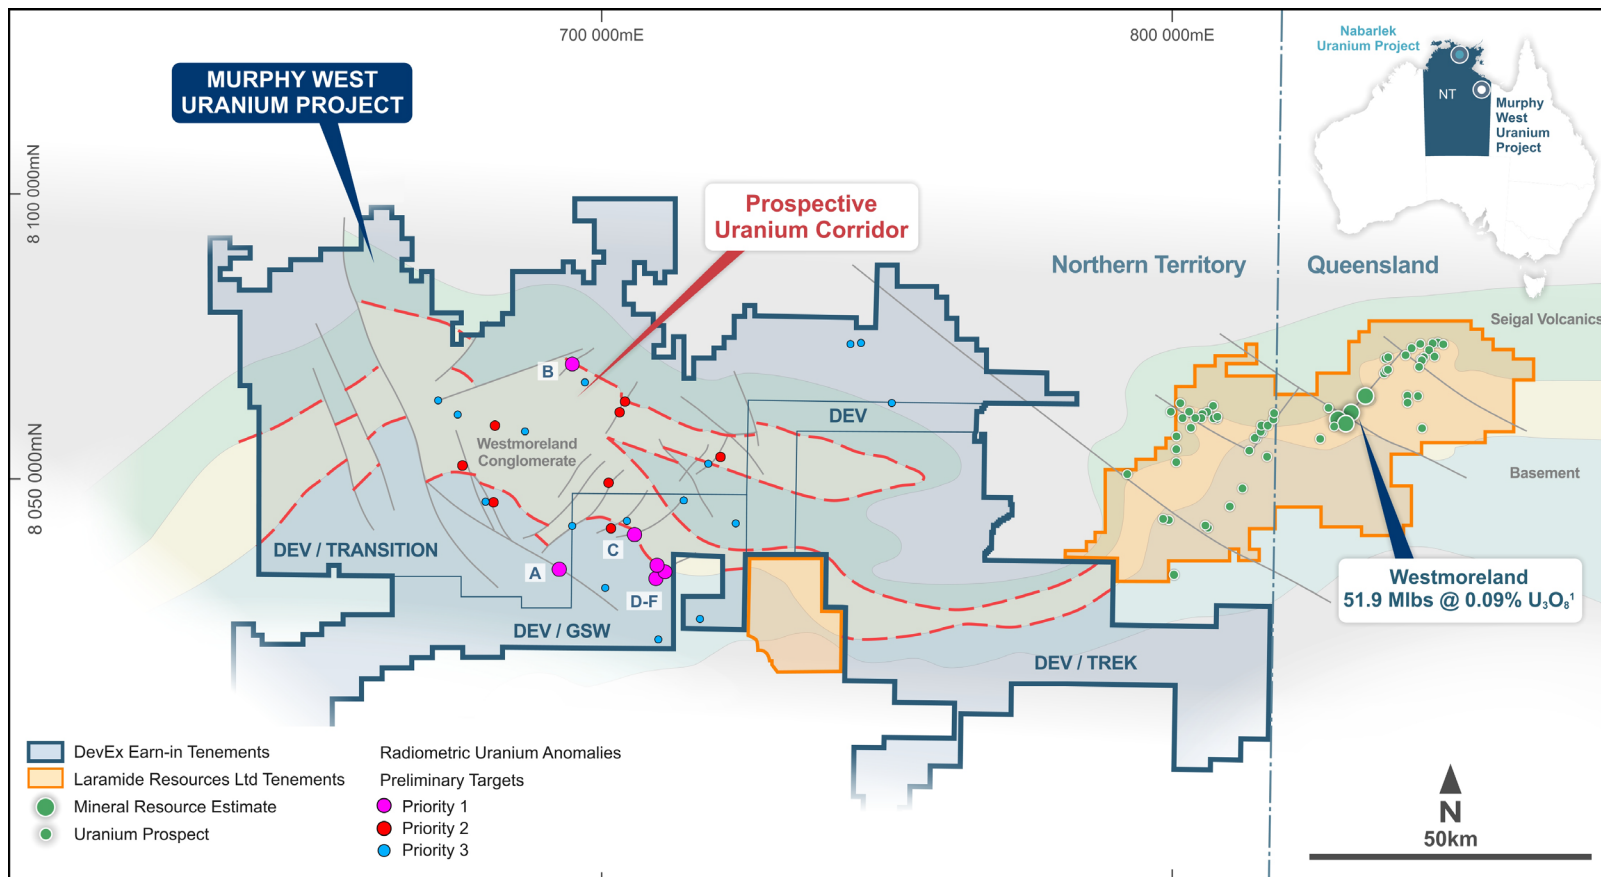 700 000mE
800 000mE
8 100 000mN
8 050 000mN
MURPHY WEST
URANIUM PROJECT
Prospective
Uranium Corridor
Nabarlek
Uranium Project
NT
Murphy
West
Uranium
Project
Northern Territory
Queensland
Seigal Volcanics
Basement
Westmoreland
Conglomerate
B
C
A
D-F
DEV
DEV / TRANSITION
DEV / GSW
DEV / TREK
Westmoreland
51.9 Mlbs @ 0.09% U₃O₈¹
DevEx Earn-in Tenements
Laramide Resources Ltd Tenements
Mineral Resource Estimate
Uranium Prospect
Radiometric Uranium Anomalies
Preliminary Targets
Priority 1
Priority 2
Priority 3
N
50km